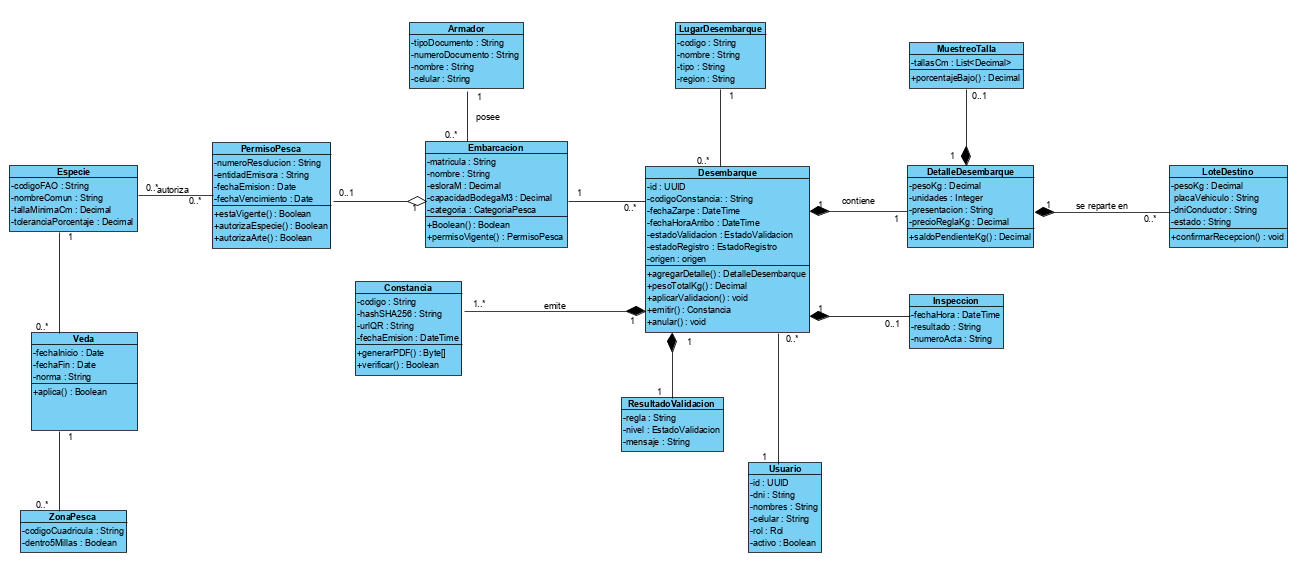 Armador
-tipoDocumento : String
-numeroDocumento : String
-nombre : String
-celular : String
1
posee
0..*
LugarDesembarque
-codigo : String
-nombre : String
-tipo : String
-region : String
1
0..*
MuestreoTalla
-tallasCm : List<Decimal>
+porcentajeBajo() : Decimal
0..1
1
Especie
-codigoFAO : String
-nombreComun : String
-tallaMinimaCm : Decimal
-toleranciaPorcentaje : Decimal
0..*
autoriza
0..*
1
0..*
PermisoPesca
-numeroResolucion : String
-entidadEmisora : String
-fechaEmision : Date
-fechaVencimiento : Date
+estaVigente() : Boolean
+autorizaEspecie() : Boolean
+autorizaArte() : Boolean
0..1
1
Embarcacion
-matricula : String
-nombre : String
-esloraM : Decimal
-capacidadBodegaM3 : Decimal
-categoria : CategoriaPesca
+Boolean() : Boolean
+permisoVigente() : PermisoPesca
1
0..*
Desembarque
-id : UUID
-codigoConstancia : String
-fechaZarpe : DateTime
-fechaHoraArribo : DateTime
-estadoValidacion : EstadoValidacion
-estadoRegistro : EstadoRegistro
-origen : origen
+agregarDetalle() : DetalleDesembarque
+pesoTotalKg() : Decimal
+aplicarValidacion() : void
+emitir() : Constancia
+anular() : void
1
contiene
1
DetalleDesembarque
-pesoKg : Decimal
-unidades : Integer
-presentacion : String
-precioReglaKg : Decimal
+saldoPendienteKg() : Decimal
1
se reparte en
0..*
LoteDestino
-pesoKg : Decimal
placaVehiculo : String
-dniConductor : String
-estado : String
+confirmarRecepcion() : void
Constancia
-codigo : String
-hashSHA256 : String
-urlQR : String
-fechaEmision : DateTime
+generarPDF() : Byte[]
+verificar() : Boolean
1..*
emite
1
1
0..1
Inspeccion
-fechaHora : DateTime
-resultado : String
-numeroActa : String
Veda
-fechaInicio : Date
-fechaFin : Date
-norma : String
+aplica() : Boolean
1
0..*
1
1
ResultadoValidacion
-regla : String
-nivel : EstadoValidacion
-mensaje : String
0..*
1
Usuario
-id : UUID
-dni : String
-nombres : String
-celular : String
-rol : Rol
-activo : Boolean
ZonaPesca
-codigoCuadricula : String
-dentro5Millas : Boolean